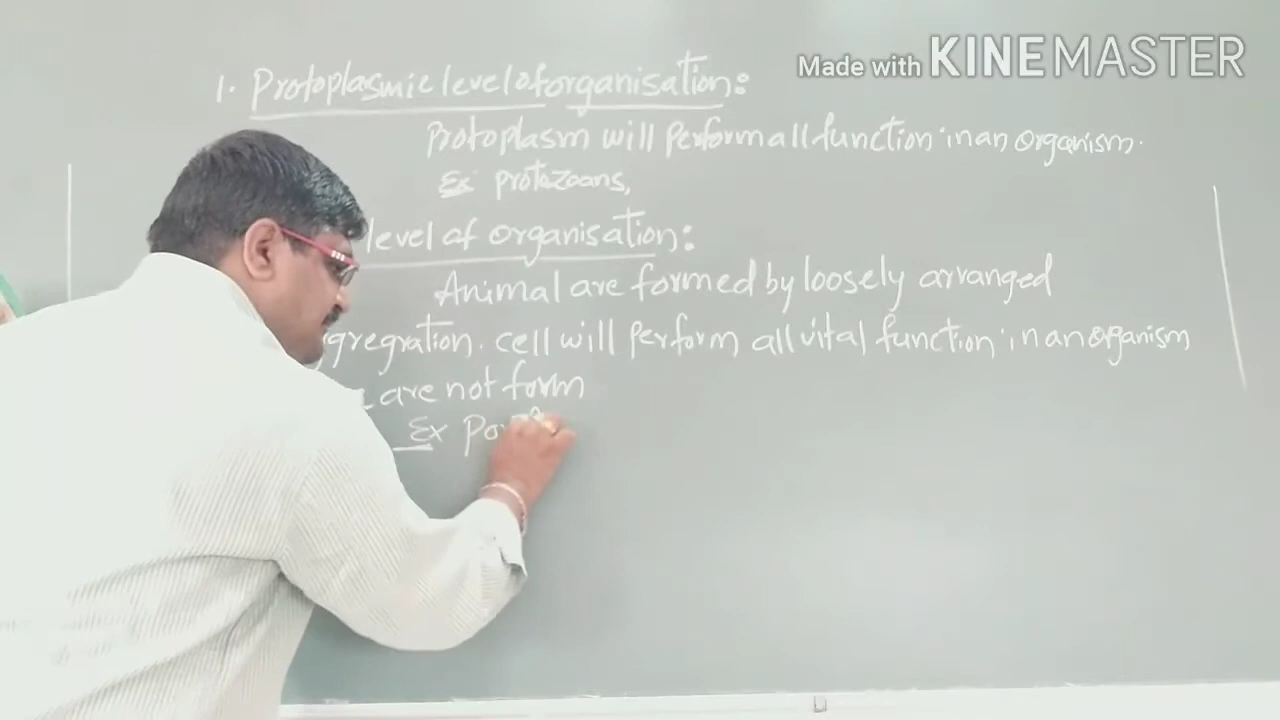 Made with KINEMASTER
1. Protoplasmic level of organisation:
Protoplasm will perform all function in an organism.
Ex protozoans,
level of organisation:
Animal are formed by loosely arranged
gregration. cell will perform all vital function in an organism
are not form
Ex